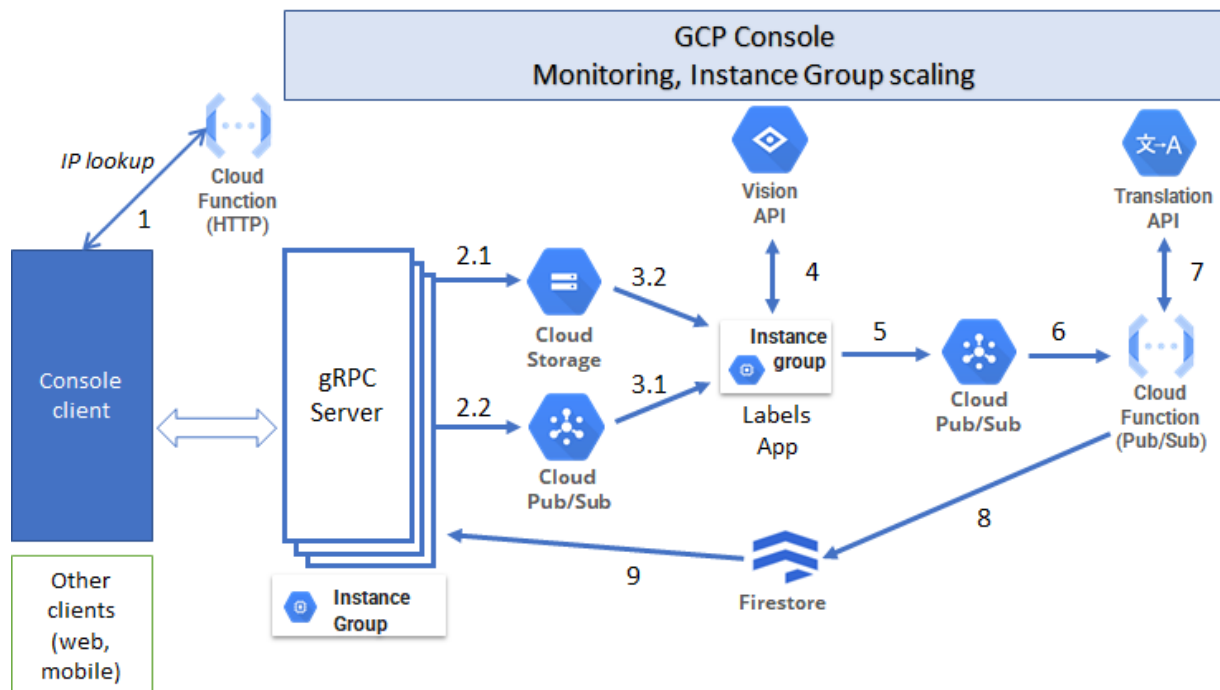 GCP Console
Monitoring, Instance Group scaling
IP lookup
1
Cloud
Function
(HTTP)
Vision
API
文→A
Translation
API
2.1
3.2
4
7
Cloud
Storage
Console
client
gRPC
Server
2.2
3.1
Instance
group
Labels
App
5
6
Cloud
Pub/Sub
Cloud
Pub/Sub
Cloud
Function
(Pub/Sub)
8
9
Firestore
Instance
Group
Other
clients
(web,
mobile)